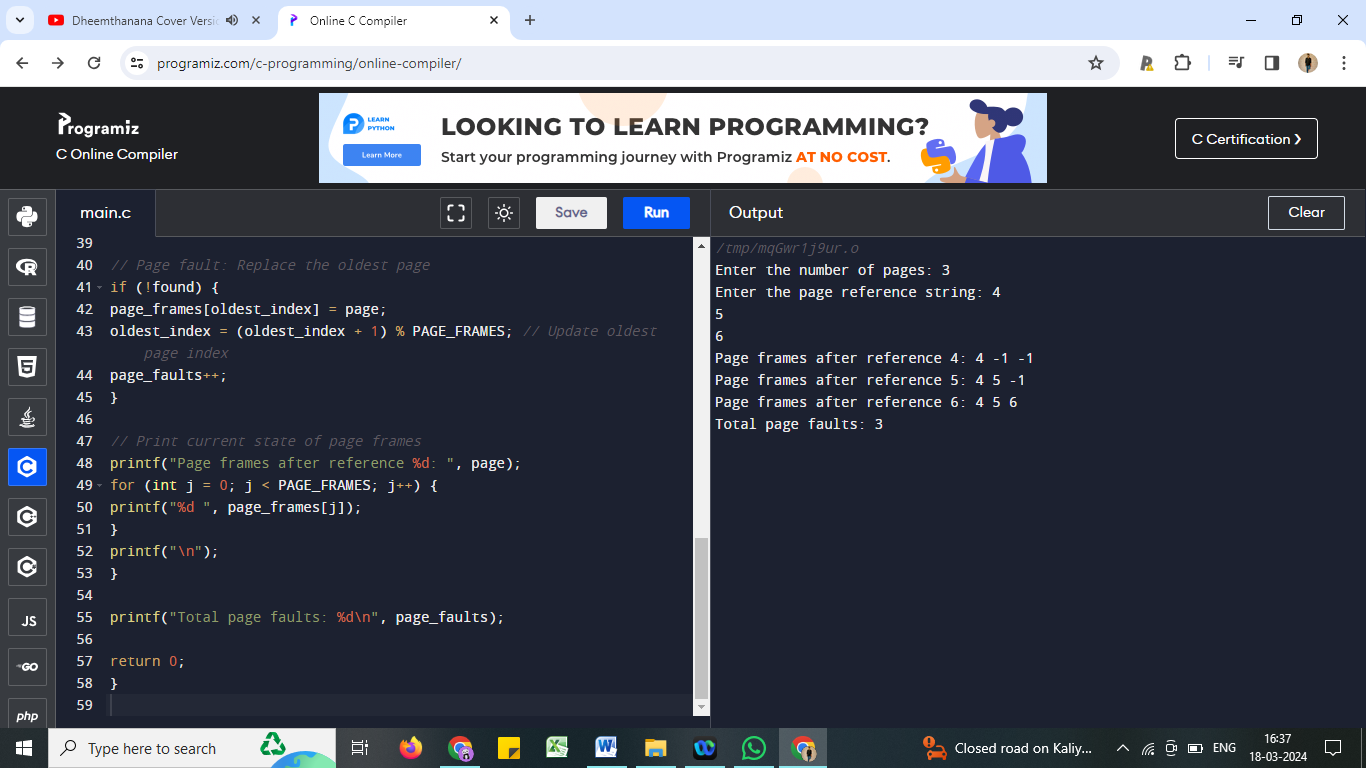 Dheemthanana Cover Versi
Online C Compiler
programiz.com/c-programming/online-compiler/
Programiz
C Online Compiler
LEARN
PYTHON
Learn More
LOOKING TO LEARN PROGRAMMING?
Start your programming journey with Programiz AT NO COST.
C Certification
main.c
Save
Run
Output
Clear
39
40 // Page fault: Replace the oldest page
41 if (!found) {
42 page_frames[oldest_index] = page;
43 oldest_index = (oldest_index + 1) % PAGE_FRAMES; // Update oldest
page index
44 page_faults++;
45 }
46
47 // Print current state of page frames
48 printf("Page frames after reference %d: ", page);
49 for (int j = 0; j < PAGE_FRAMES; j++) {
50 printf("%d ", page_frames[j]);
51 }
52 printf("\n");
53 }
54
55 printf("Total page faults: %d\n", page_faults);
56
57 return 0;
58 }
59
/tmp/mqGwr1j9ur.o
Enter the number of pages: 3
Enter the page reference string: 4
5
6
Page frames after reference 4: 4 -1 -1
Page frames after reference 5: 4 5 -1
Page frames after reference 6: 4 5 6
Total page faults: 3
R
JS
GO
php
Type here to search
Closed road on Kaliy...
ENG
16:37
18-03-2024